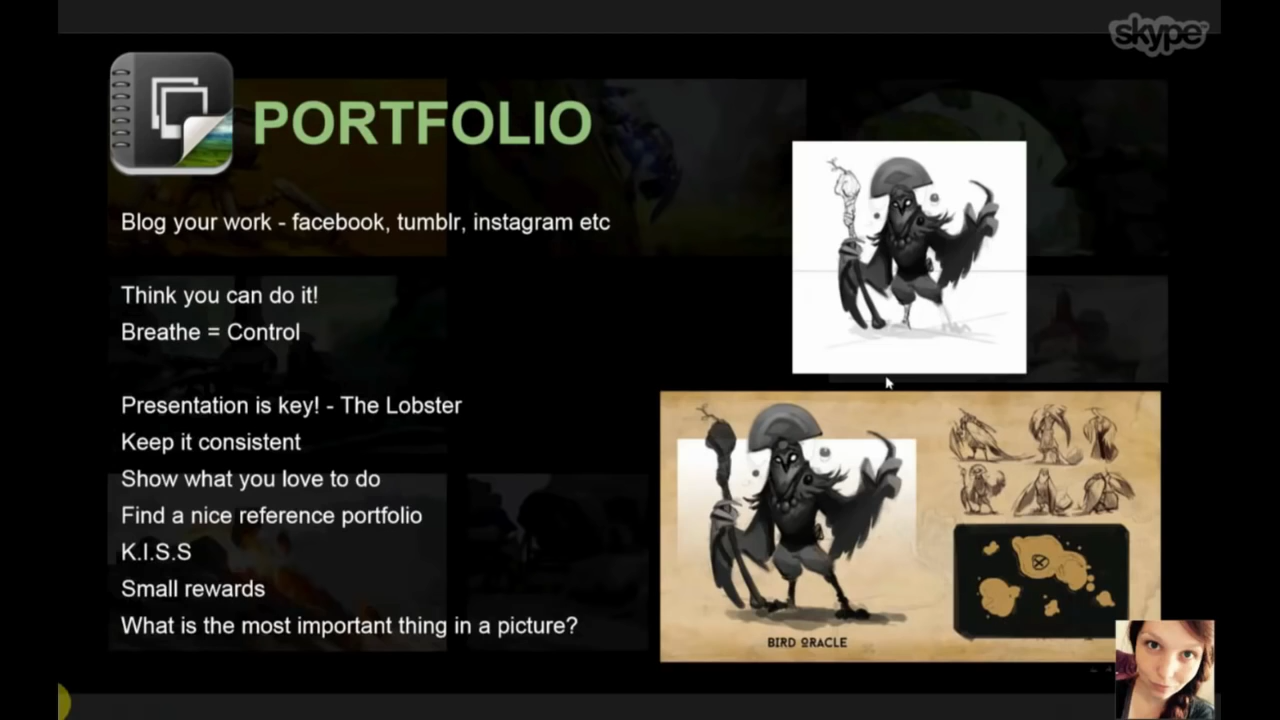 skype
PORTFOLIO
Blog your work - facebook, tumblr, instagram etc
Think you can do it!
Breathe = Control
Presentation is key! - The Lobster
Keep it consistent
Show what you love to do
Find a nice reference portfolio
K.I.S.S
Small rewards
What is the most important thing in a picture?
BIRD ORACLE